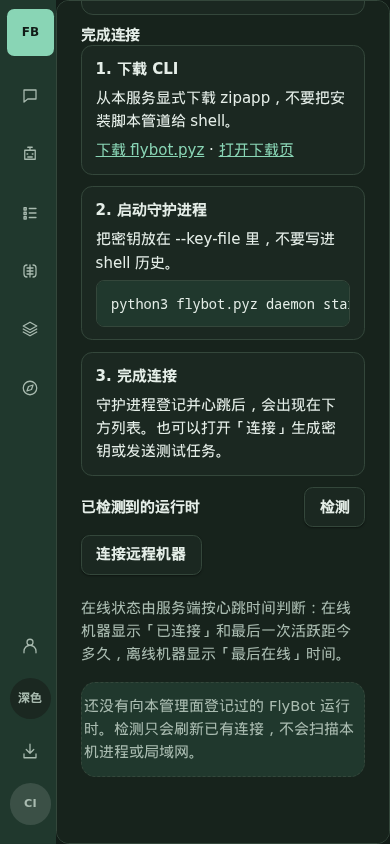 FB
完成连接
1. 下载 CLI
从本服务显式下载 zipapp，不要把安
装脚本管道给 shell。
下载 flybot.pyz · 打开下载页
2. 启动守护进程
把密钥放在 --key-file 里，不要写进
shell 历史。
python3 flybot.pyz daemon sta
3. 完成连接
守护进程登记并心跳后，会出现在下
方列表。也可以打开「连接」生成密
钥或发送测试任务。
已检测到的运行时
检测
连接远程机器
在线状态由服务端按心跳时间判断：在线
机器显示「已连接」和最后一次活跃距今
多久，离线机器显示「最后在线」时间。
还没有向本管理面登记过的 FlyBot 运行
时。检测只会刷新已有连接，不会扫描本
机进程或局域网。
深色
CI